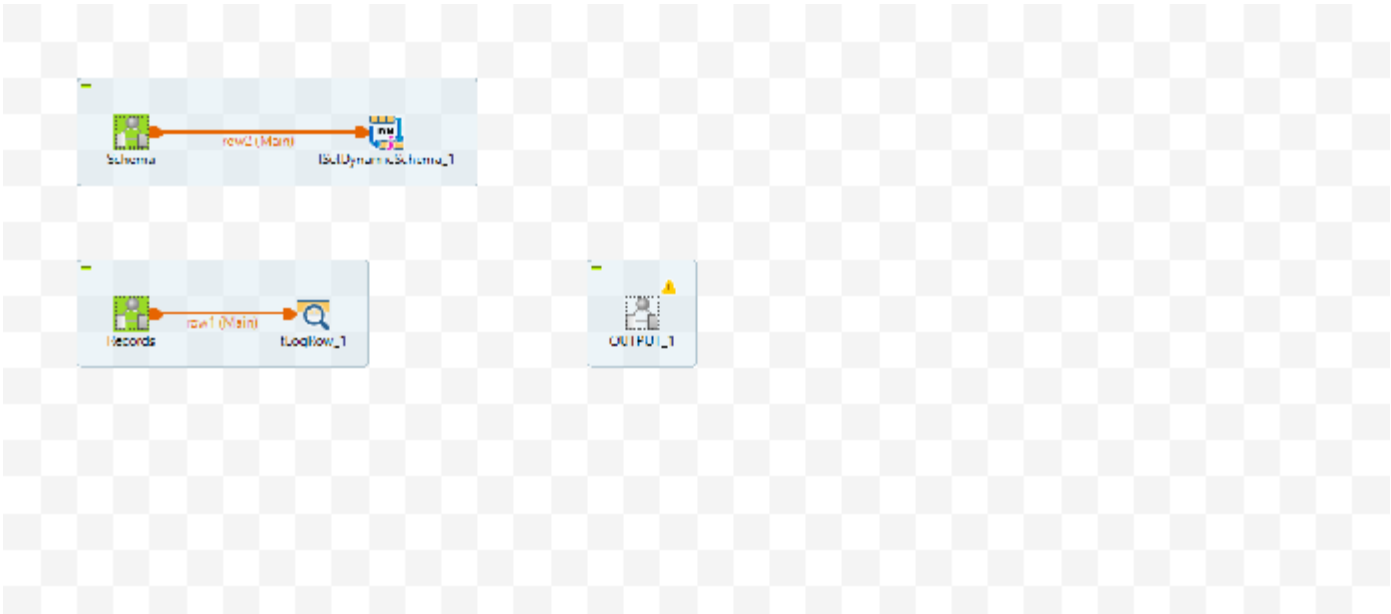 row2 (Main)
Schema
tSetDynamicSchema_1
row1 (Main)
Records
tLogRow_1
OUTPUT_1